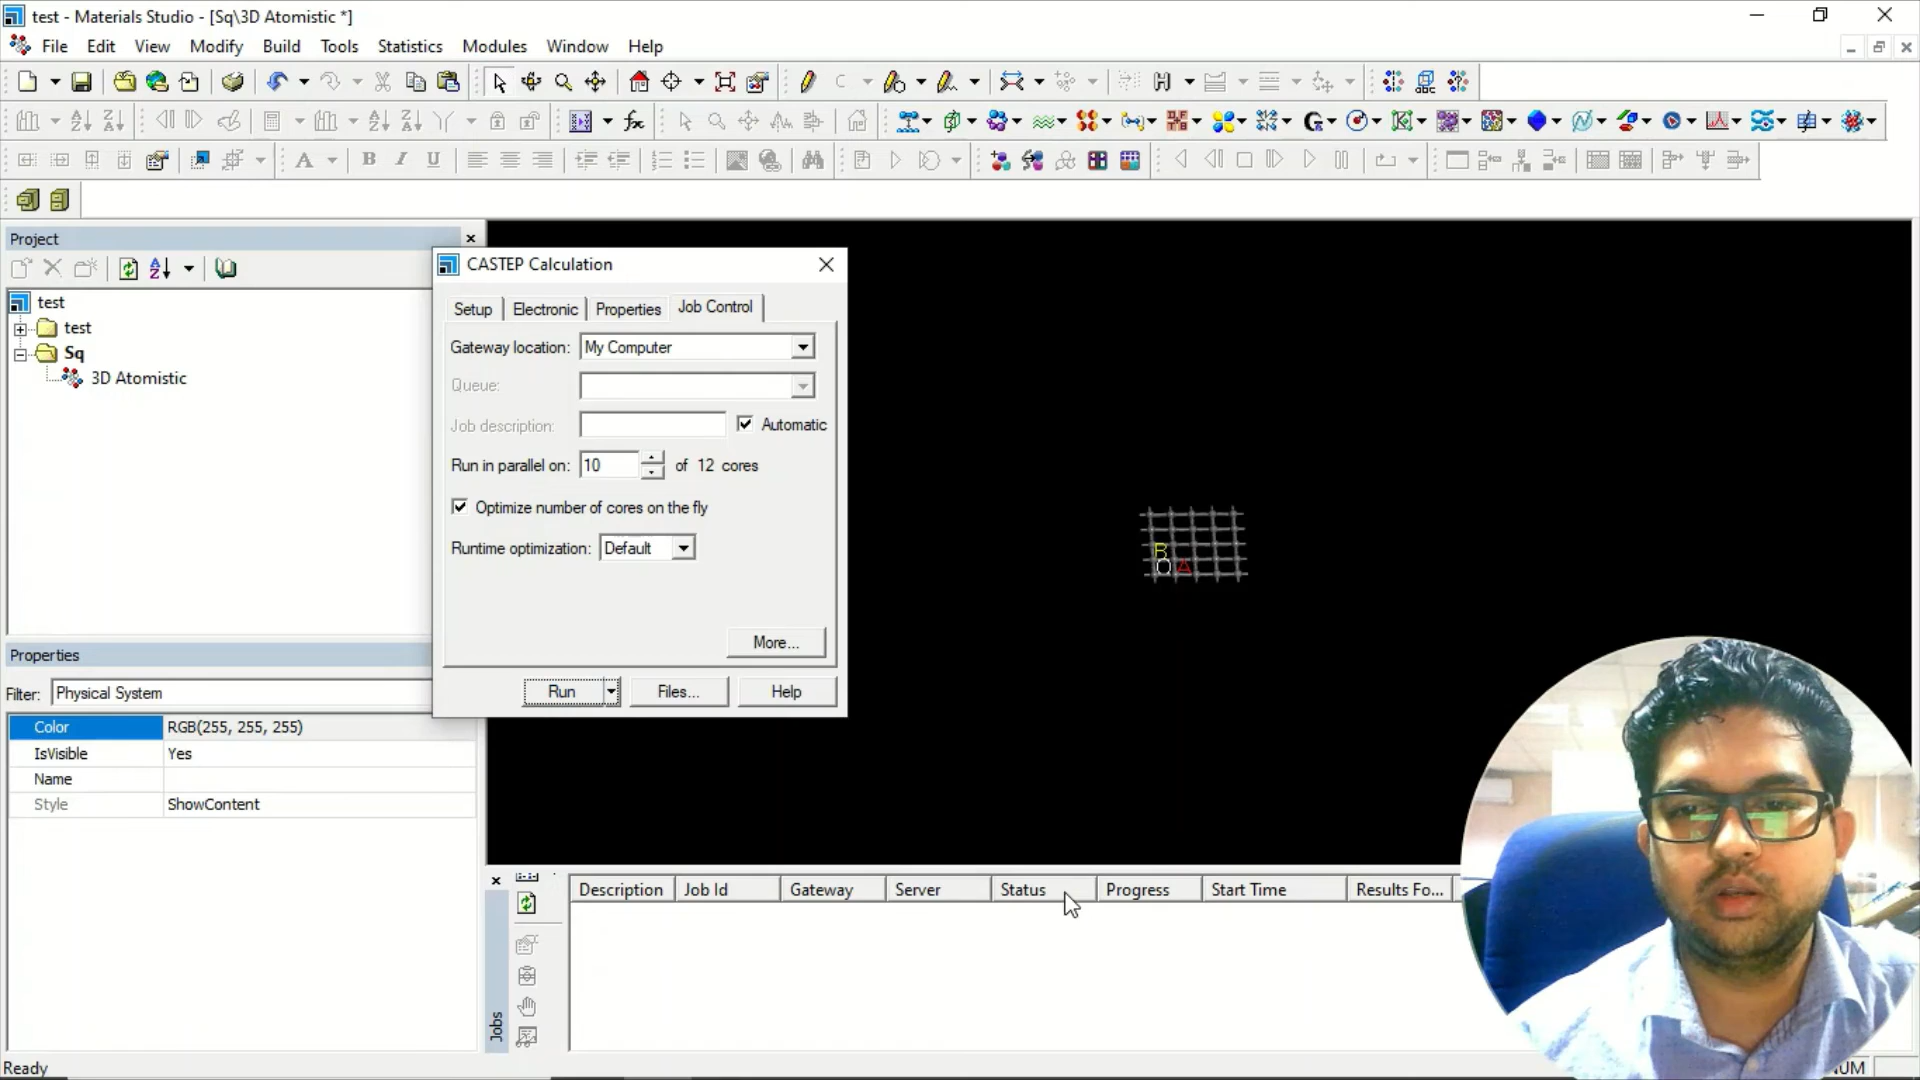 test - Materials Studio - [Sq\3D Atomistic *]
File Edit View Modify Build Tools Statistics Modules Window Help
Project
test
test
Sq
3D Atomistic
CASTEP Calculation
Setup Electronic Properties Job Control
Gateway location: My Computer
Queue:
Job description: Automatic
Run in parallel on: 10 of 12 cores
Optimize number of cores on the fly
Runtime optimization: Default
More...
Run Files... Help
B
O A
Properties
Filter: Physical System
Color RGB(255, 255, 255)
IsVisible Yes
Name
Style ShowContent
Description Job Id Gateway Server Status Progress Start Time Results Fo...
Jobs
Ready